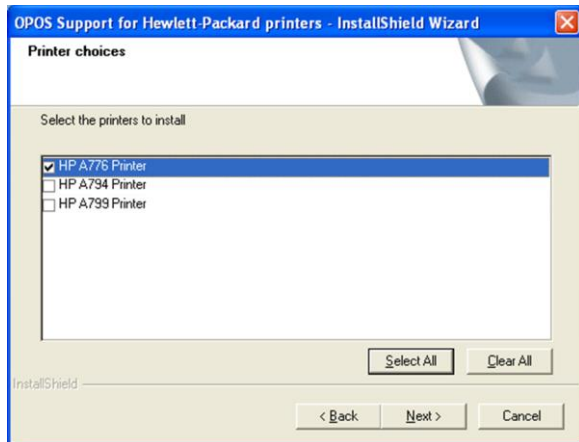 OPOS Support for Hewlett-Packard printers - InstallShield Wizard
Printer choices
Select the printers to install
HP A776 Printer
HP A794 Printer
HP A799 Printer
Select All Clear All
InstallShield
< Back Next > Cancel